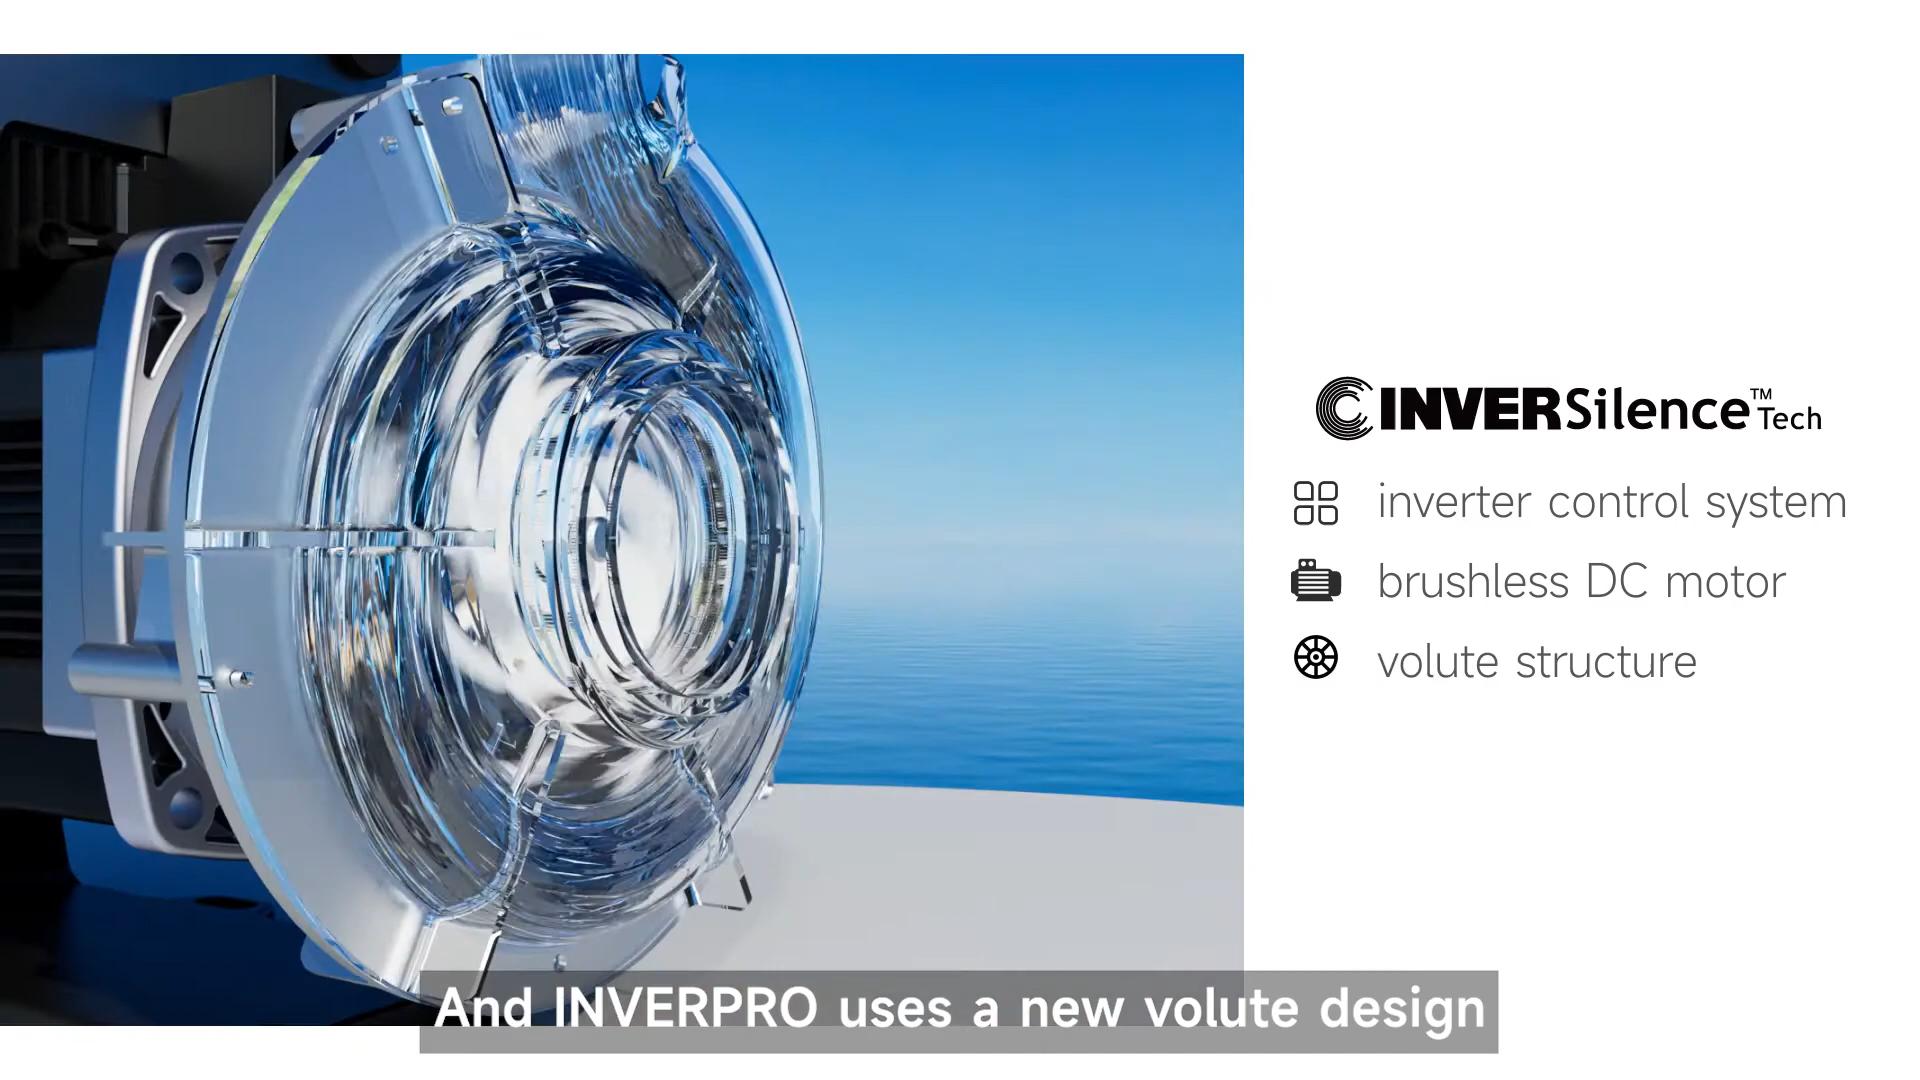 INVERSilence™ Tech
inverter control system
brushless DC motor
volute structure
And INVERPRO uses a new volute design